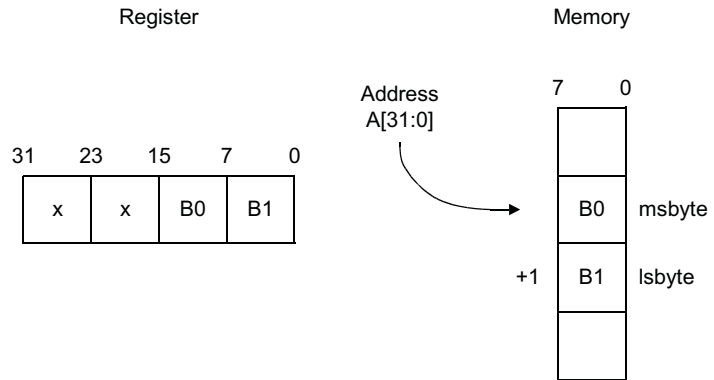 Register
Memory
7 0
Address
A[31:0]
31 23 15 7 0
x x B0 B1
B0 msbyte
+1 B1 lsbyte